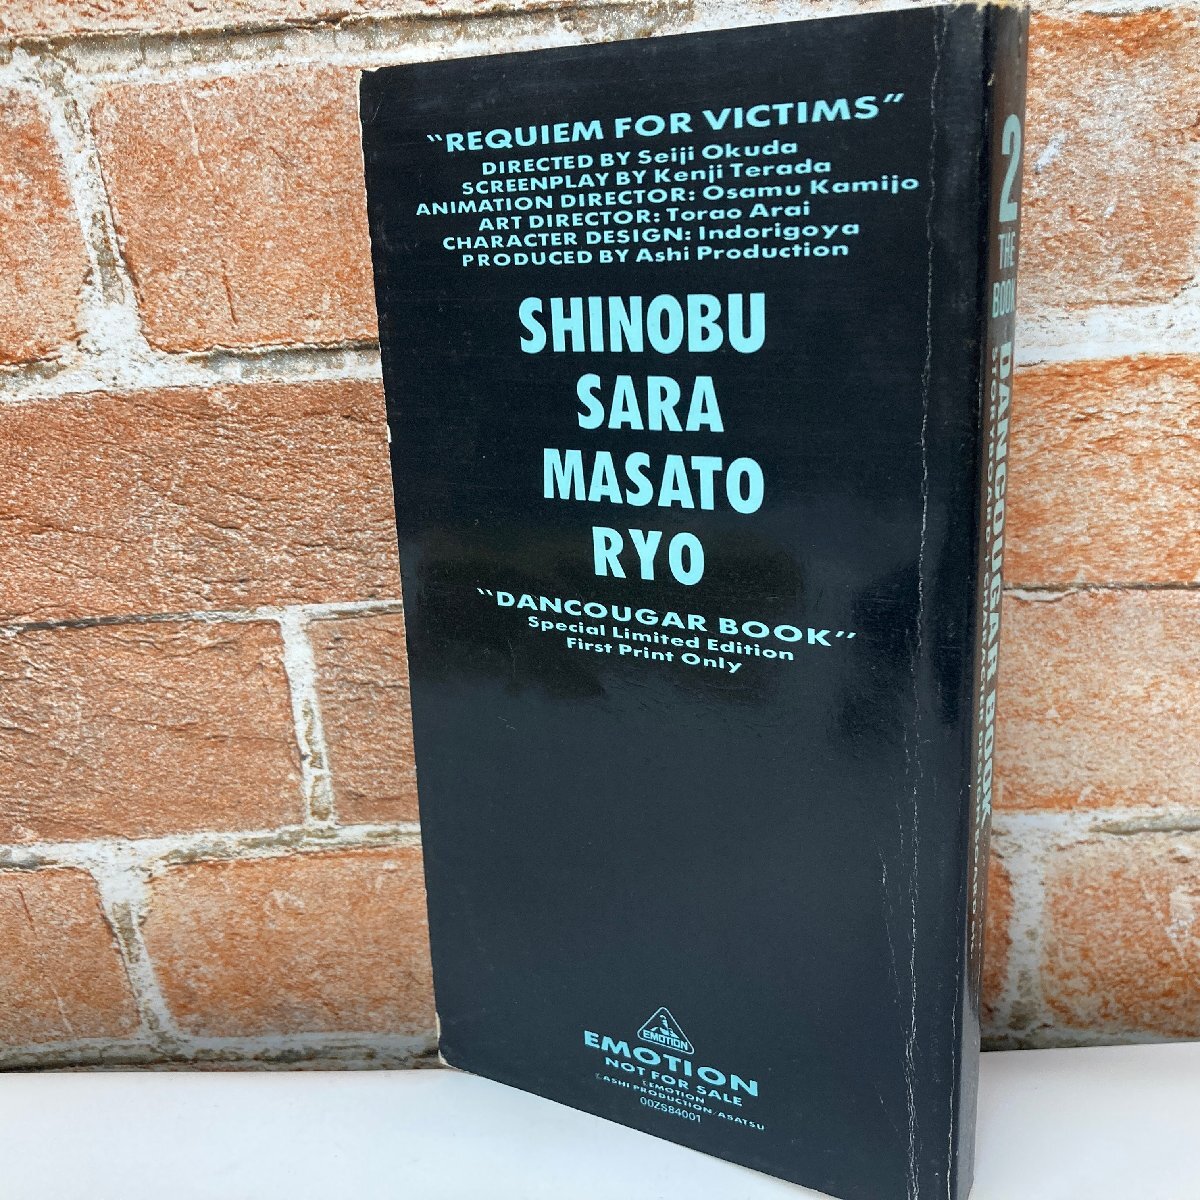 “REQUIEM FOR VICTIMS”
DIRECTED BY Seiji Okuda
SCREENPLAY BY Kenji Terada
ANIMATION DIRECTOR: Osamu Kamijo
ART DIRECTOR: Torao Arai
CHARACTER DESIGN: Indorigoya
PRODUCED BY Ashi Production
SHINOBU
SARA
MASATO
RYO
“DANCOUGAR BOOK”
Special Limited Edition
First Print Only
EMOTION
EMOTION
NOT FOR SALE
EMOTION
ASHI PRODUCTION/ASATSU
00ZS84001
2 THE BOOK
DANCOUGAR BOOK
STORYBOARD